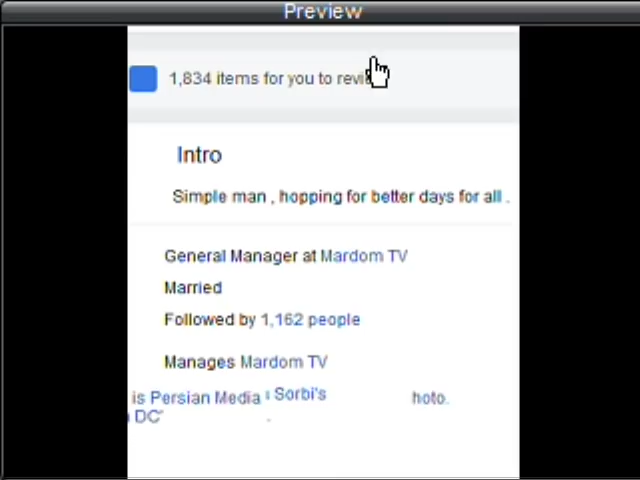 Preview
1,834 items for you to revi
Intro
Simple man , hopping for better days for all .
General Manager at Mardom TV
Married
Followed by 1,162 people
Manages Mardom TV
is Persian Media Sorbi's hoto.
DC'